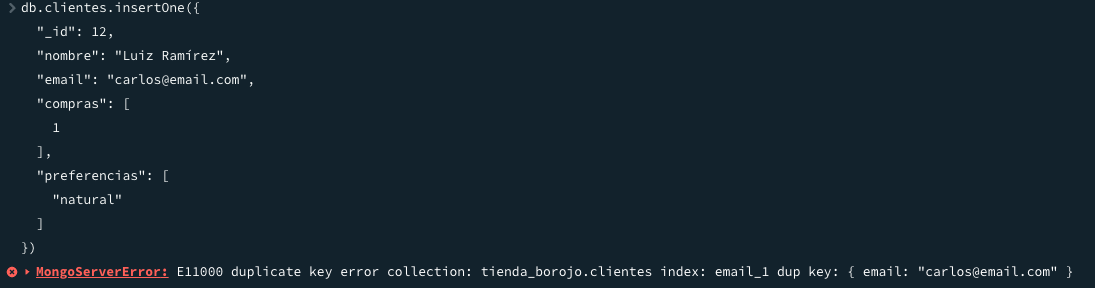 db.clientes.insertOne({
"_id": 12,
"nombre": "Luiz Ramírez",
"email": "carlos@email.com",
"compras": [
1
],
"preferencias": [
"natural"
]
})
MongoServerError: E11000 duplicate key error collection: tienda_borojo.clientes index: email_1 dup key: { email: "carlos@email.com" }